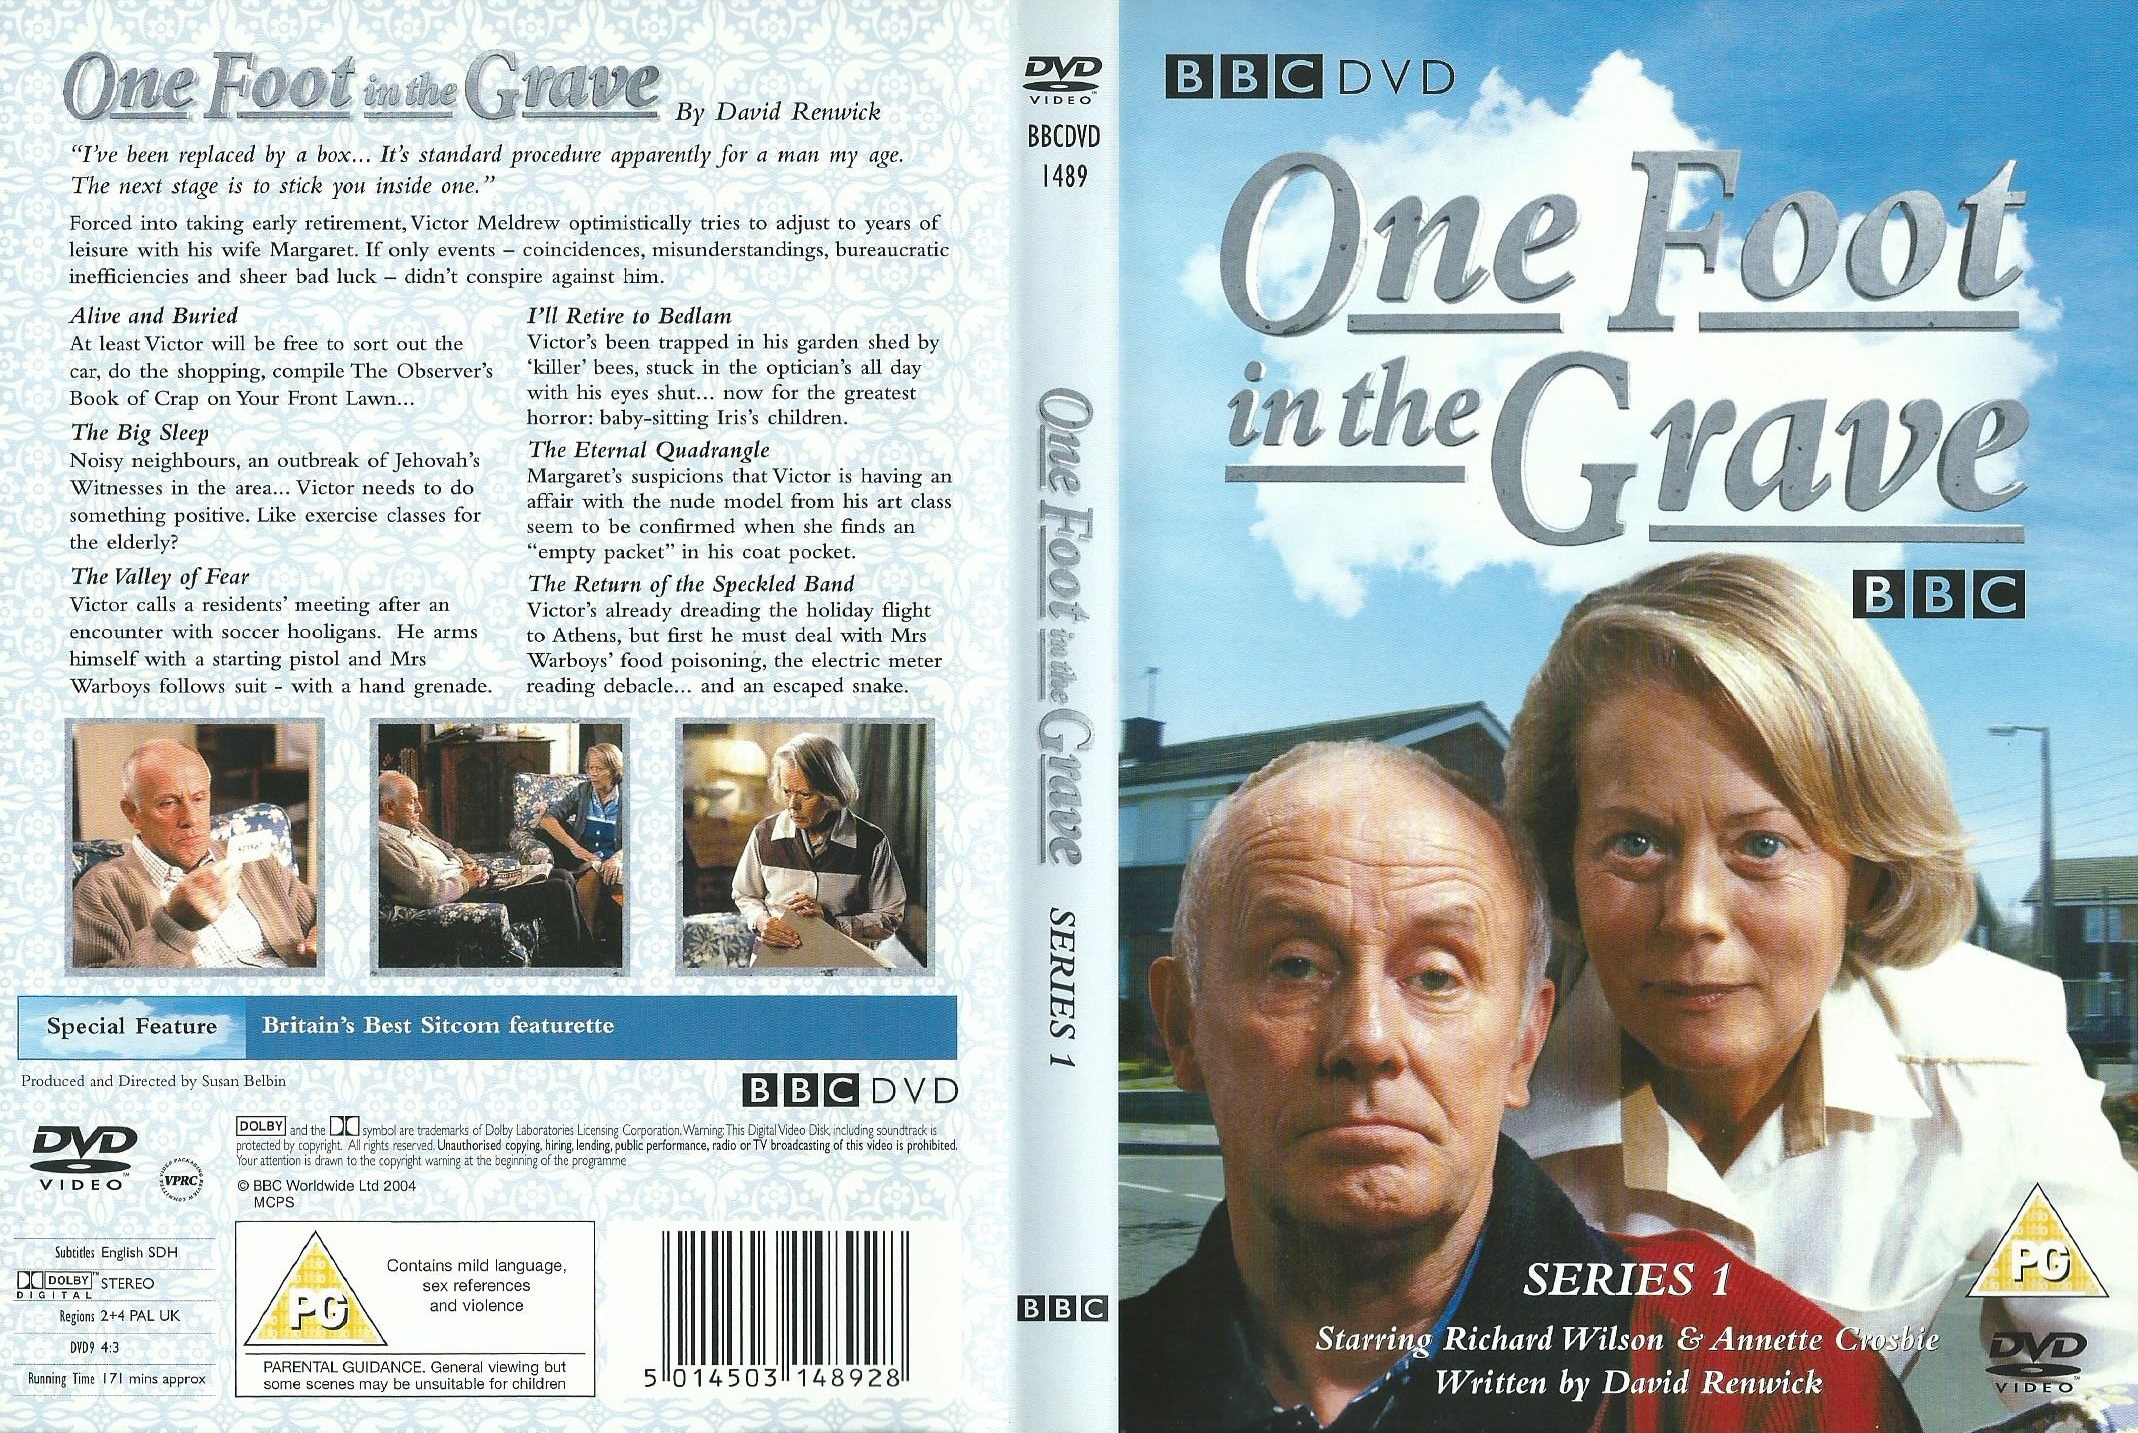 One Foot in the Grave By David Renwick
“I’ve been replaced by a box... It’s standard procedure apparently for a man my age.
The next stage is to stick you inside one.”
Forced into taking early retirement, Victor Meldrew optimistically tries to adjust to years of
leisure with his wife Margaret. If only events – coincidences, misunderstandings, bureaucratic
inefficiencies and sheer bad luck – didn’t conspire against him.
Alive and Buried
At least Victor will be free to sort out the
car, do the shopping, compile The Observer’s
Book of Crap on Your Front Lawn...
The Big Sleep
Noisy neighbours, an outbreak of Jehovah’s
Witnesses in the area... Victor needs to do
something positive. Like exercise classes for
the elderly?
The Valley of Fear
Victor calls a residents’ meeting after an
encounter with soccer hooligans. He arms
himself with a starting pistol and Mrs
Warboys follows suit - with a hand grenade.
I’ll Retire to Bedlam
Victor’s been trapped in his garden shed by
‘killer’ bees, stuck in the optician’s all day
with his eyes shut... now for the greatest
horror: baby-sitting Iris’s children.
The Eternal Quadrangle
Margaret’s suspicions that Victor is having an
affair with the nude model from his art class
seem to be confirmed when she finds an
“empty packet” in his coat pocket.
The Return of the Speckled Band
Victor’s already dreading the holiday flight
to Athens, but first he must deal with Mrs
Warboys’ food poisoning, the electric meter
reading debacle... and an escaped snake.
Special Feature Britain’s Best Sitcom featurette
Produced and Directed by Susan Belbin
BBC DVD
DVD
VIDEO™
VPRC
DOLBY and the symbol are trademarks of Dolby Laboratories Licensing Corporation. Warning: This Digital Video Disk, including soundtrack is
protected by copyright. All rights reserved. Unauthorised copying, hiring, lending, public performance, radio or TV broadcasting of this video is prohibited.
Your attention is drawn to the copyright warning at the beginning of the programme
© BBC Worldwide Ltd 2004
MCPS
Subtitles English SDH
DOLBY™ STEREO
DIGITAL
Regions 2+4 PAL UK
DVD9 4:3
Running Time 171 mins approx
PG
Contains mild language,
sex references
and violence
PARENTAL GUIDANCE. General viewing but
some scenes may be unsuitable for children
5 014503 148928
DVD
VIDEO™
BBCDVD
1489
One Foot in the Grave SERIES 1
BBC
BBC DVD
One Foot
in the Grave
BBC
SERIES 1
Starring Richard Wilson & Annette Crosbie
Written by David Renwick
PG
DVD
VIDEO™